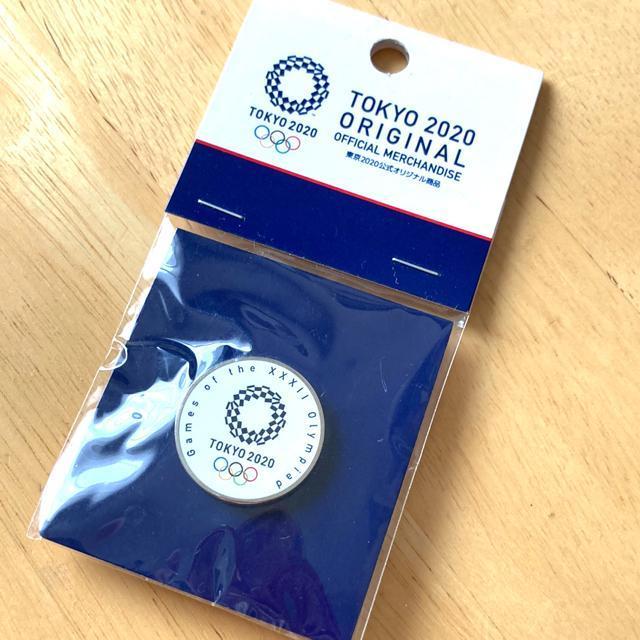 TOKYO 2020
TOKYO 2020
ORIGINAL
OFFICIAL MERCHANDISE
東京2020公式オリジナル商品
Games of the XXXII Olympiad
TOKYO 2020